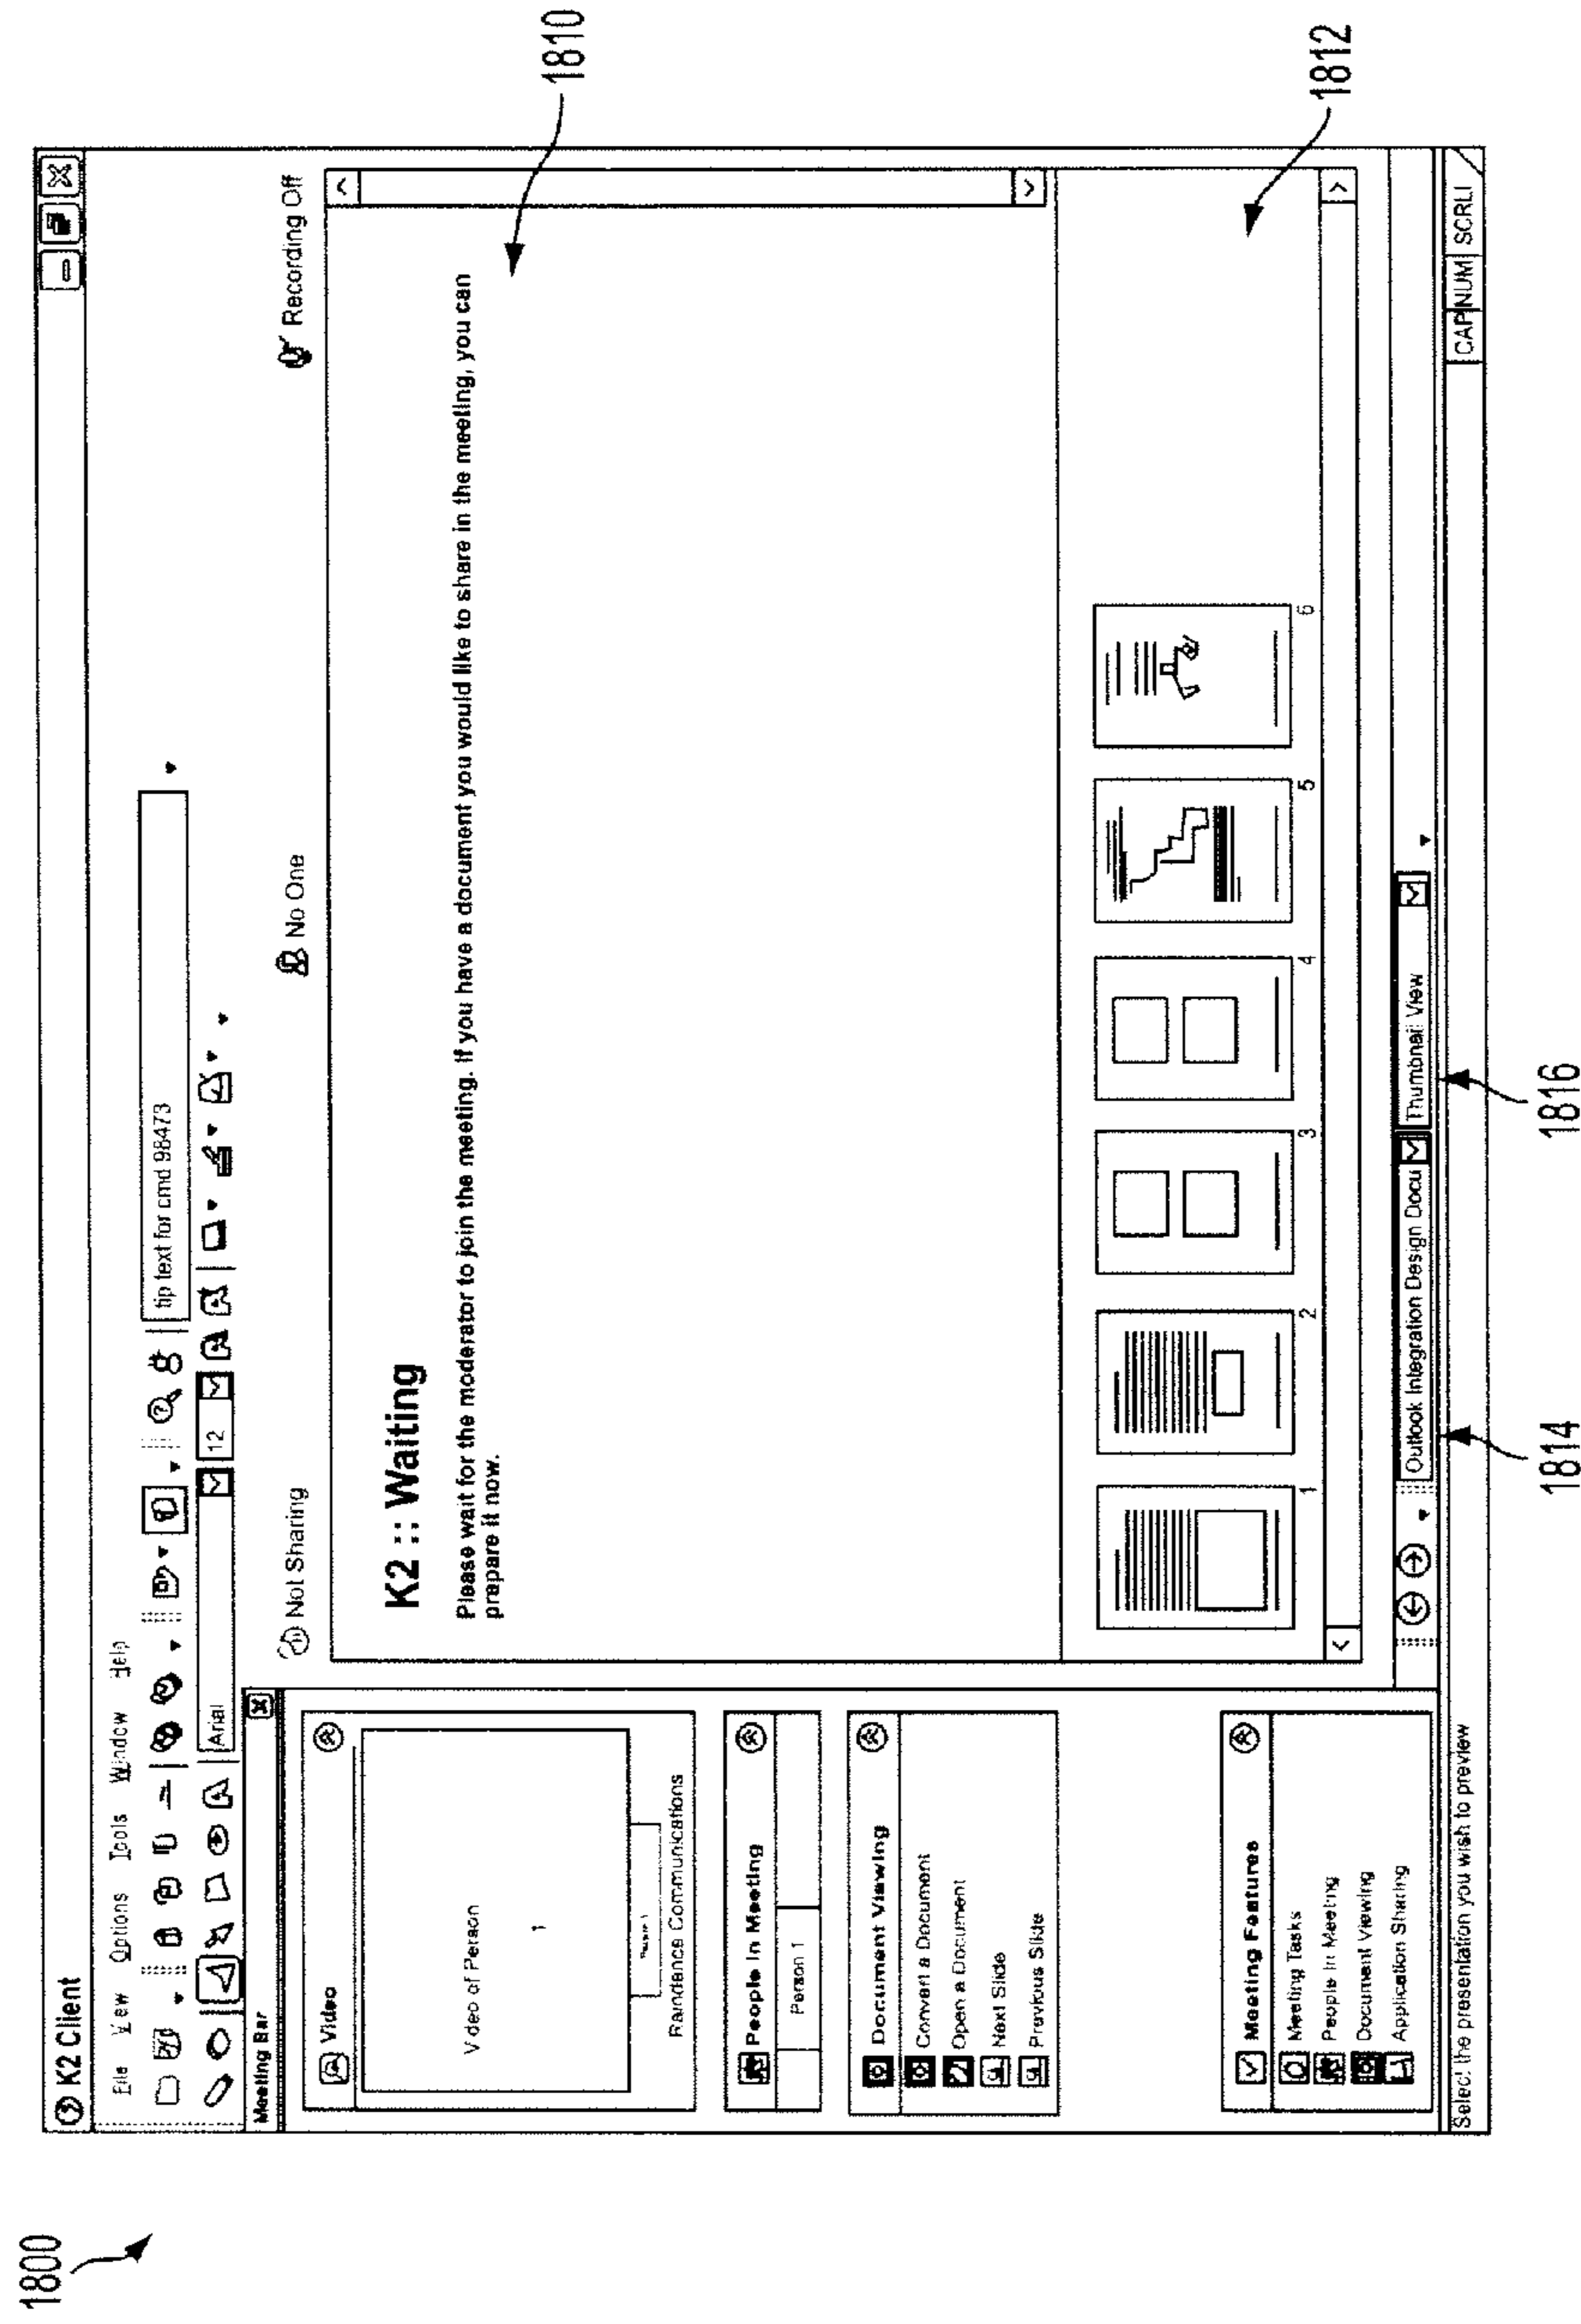 1800
K2 Client
File View Options Tools Window Help
tip text for cmd 98473
Arial
12
Meeting Bar
Not Sharing
No One
Recording Off
Video
Video of Person
1
Person 1
Raindance Communications
People In Meeting
Person 1
Document Viewing
Convert a Document
Open a Document
Next Slide
Previous Slide
Meeting Features
Meeting Tasks
People In Meeting
Document Viewing
Application Sharing
K2 :: Waiting
Please wait for the moderator to join the meeting. If you have a document you would like to share in the meeting, you can
prepare it now.
1810
1 2 3 4 5 6
1812
Outlook Integration Design Docu
Thumbnail View
Select the presentation you wish to preview
CAP NUM SCRLI
1814
1816